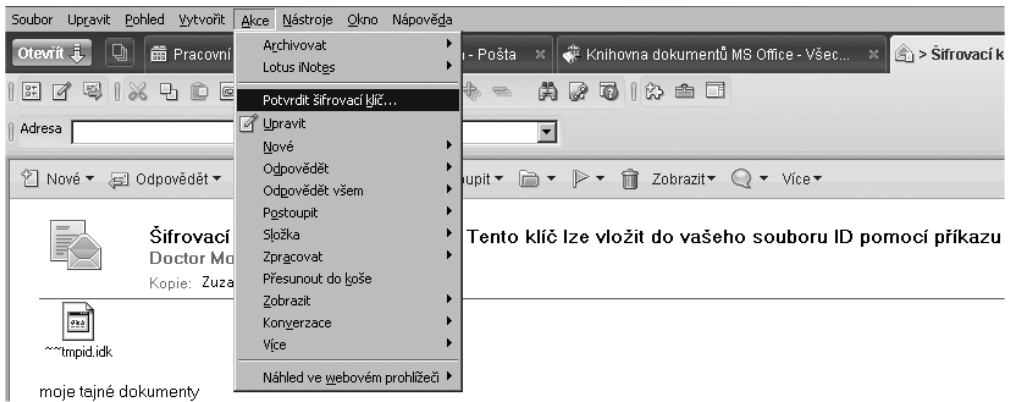 Soubor Upravit Pohled Vytvořit Akce Nástroje Okno Nápověda
Otevřít Pracovní - Pošta Knihovna dokumentů MS Office - Všec... > Šifrovací k
Archivovat
Lotus iNotes
Potvrdit šifrovací klíč...
Adresa
Upravit
Nové
Odpovědět
Odpovědět všem
Postoupit
Složka
Zpracovat
Přesunout do koše
Zobrazit
Konverzace
Více
Náhled ve webovém prohlížeči
Nové Odpovědět upit Zobrazit Více
Šifrovací Tento klíč lze vložit do vašeho souboru ID pomocí příkazu
Doctor Mo
Kopie: Zuza
~~tmpid.idk
moje tajné dokumenty